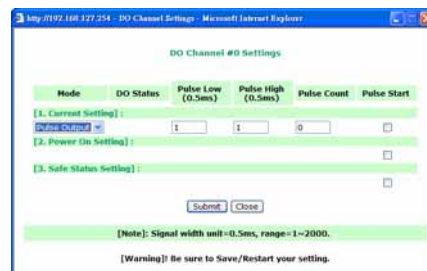 http://192.168.127.254 - DO Channel Settings - Microsoft Internet Explorer
DO Channel #0 Settings
Mode DO Status Pulse Low (0.5ms) Pulse High (0.5ms) Pulse Count Pulse Start
[1. Current Setting] :
Pulse Output 1 1 0
[2. Power On Setting] :
[3. Safe Status Setting] :
Submit Close
[Note]: Signal width unit=0.5ms, range=1~2000.
[Warning]! Be sure to Save/Restart your setting.